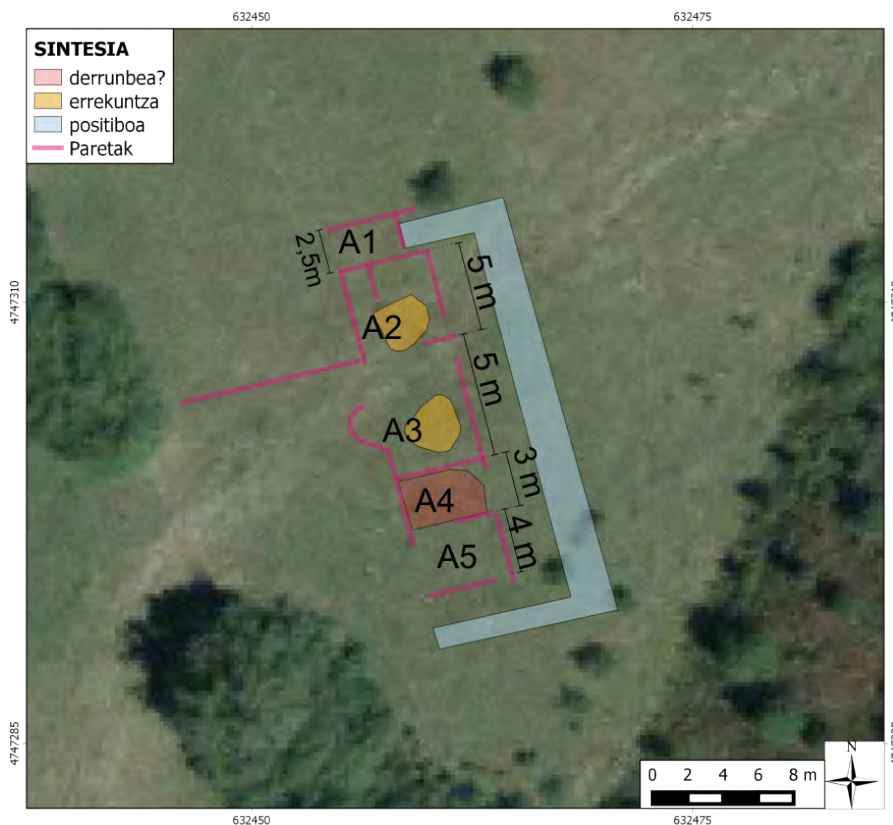 632450
632475
SINTESIA
derrunbea?
errekuntza
positiboa
Paretak
A1
2,5m
5 m
4747310
A2
5 m
A3
3 m
A4
4 m
A5
4747285
N
0 2 4 6 8 m
632450
632475